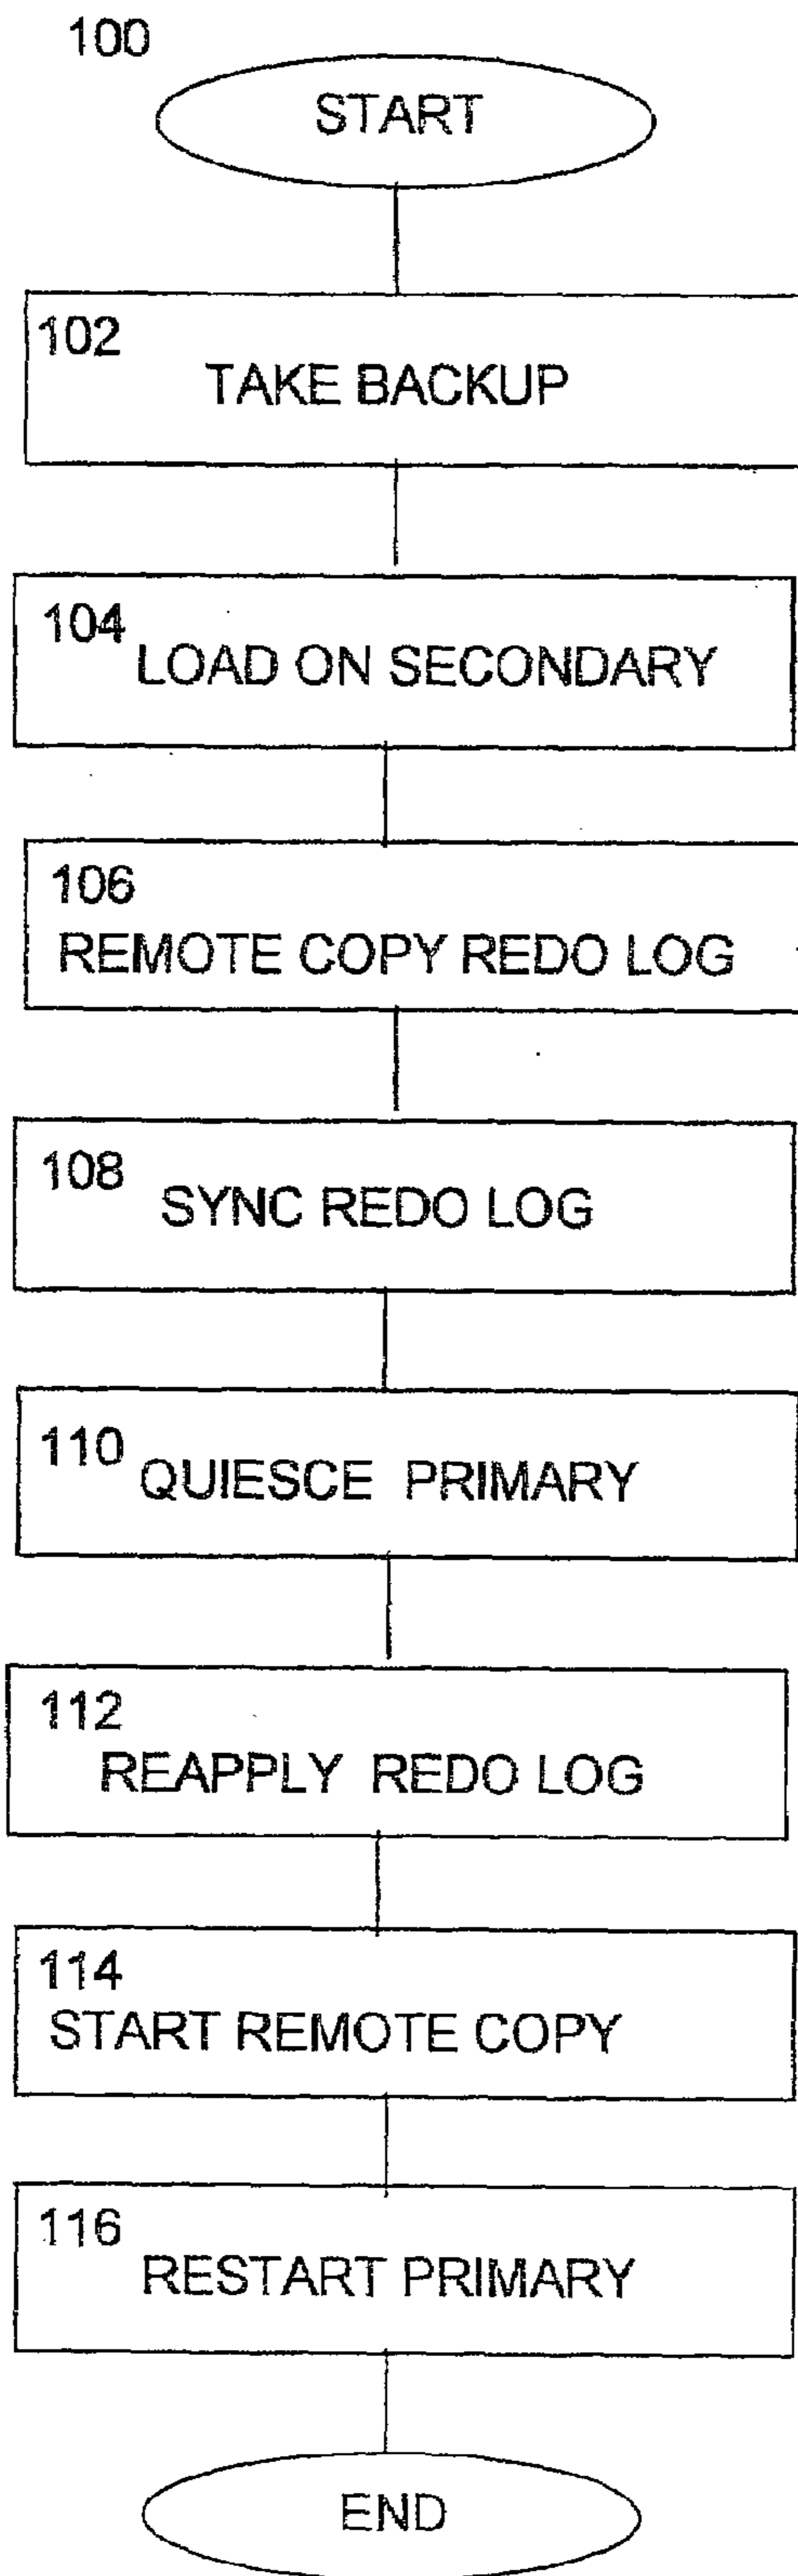 100
START
102
TAKE BACKUP
104
LOAD ON SECONDARY
106
REMOTE COPY REDO LOG
108
SYNC REDO LOG
110
QUIESCE PRIMARY
112
REAPPLY REDO LOG
114
START REMOTE COPY
116
RESTART PRIMARY
END